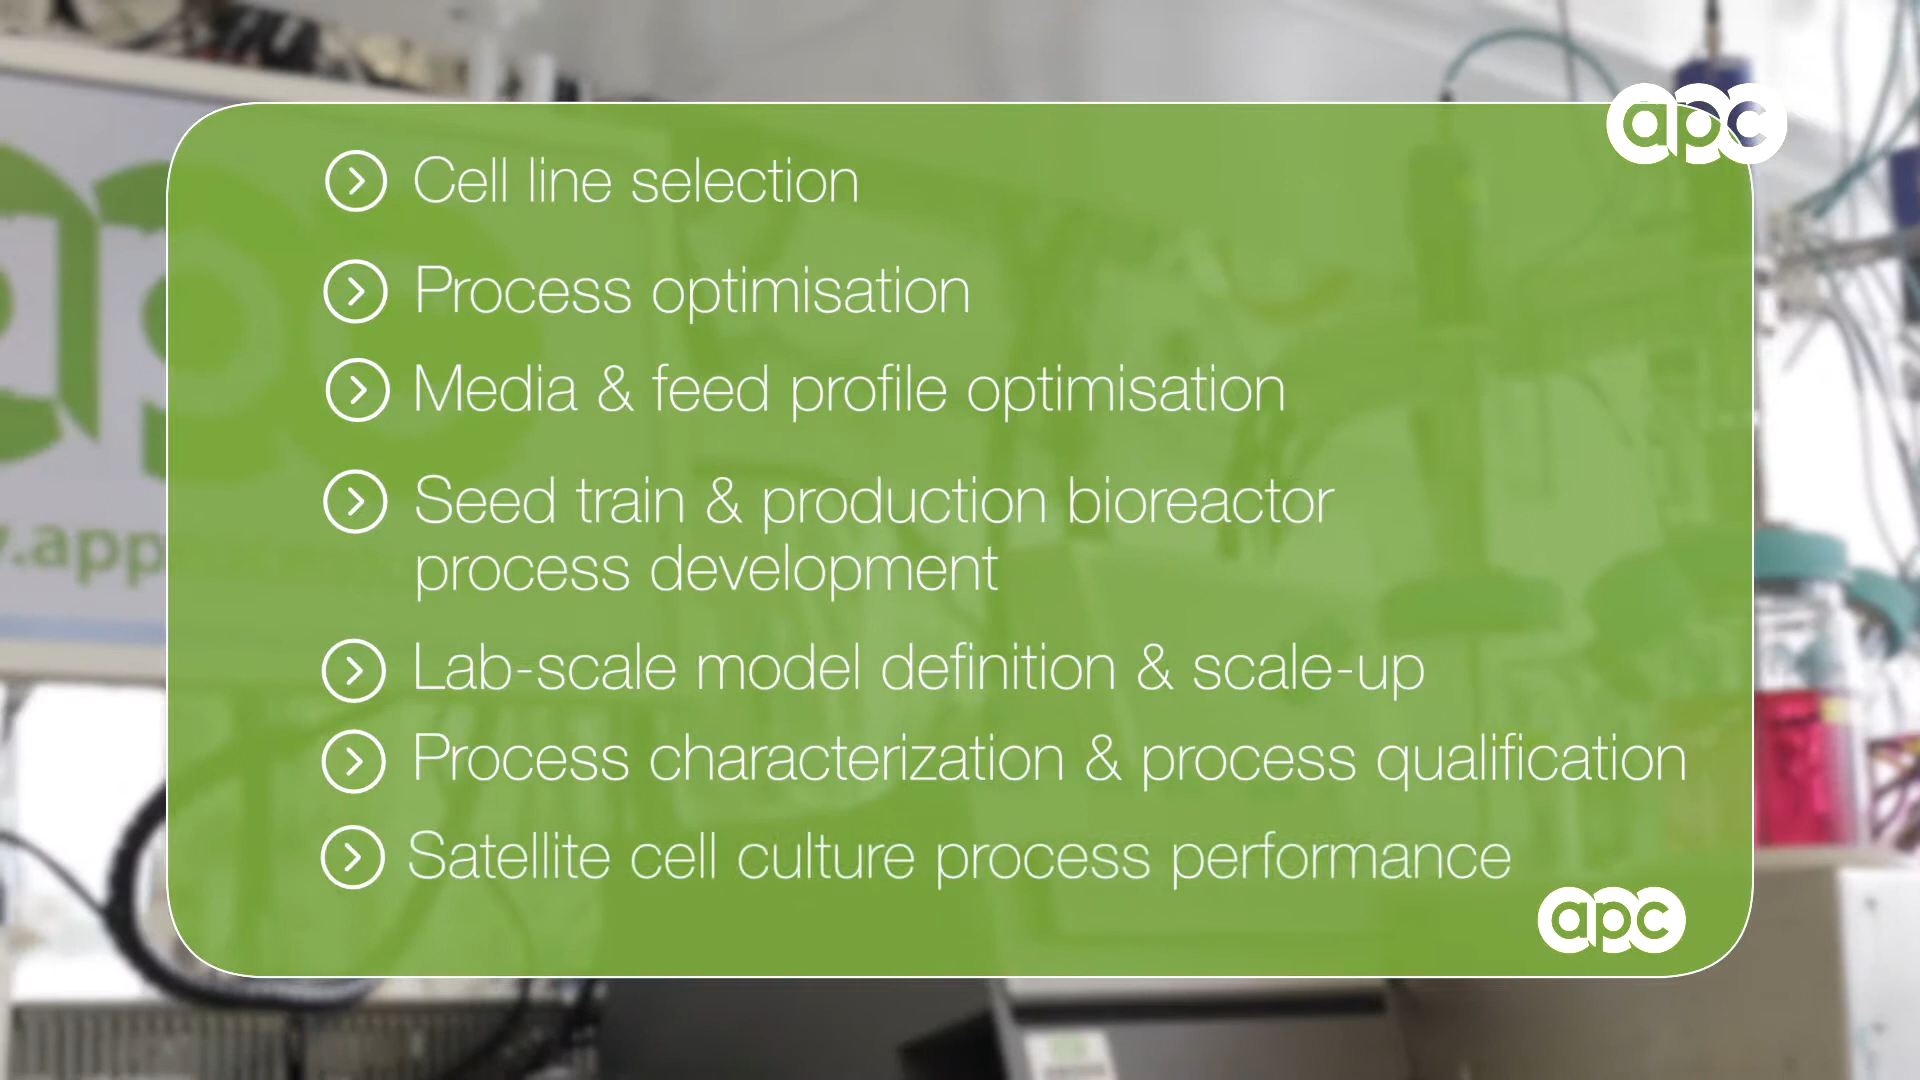 apc
Cell line selection
Process optimisation
Media & feed profile optimisation
Seed train & production bioreactor
process development
Lab-scale model definition & scale-up
Process characterization & process qualification
Satellite cell culture process performance
apc